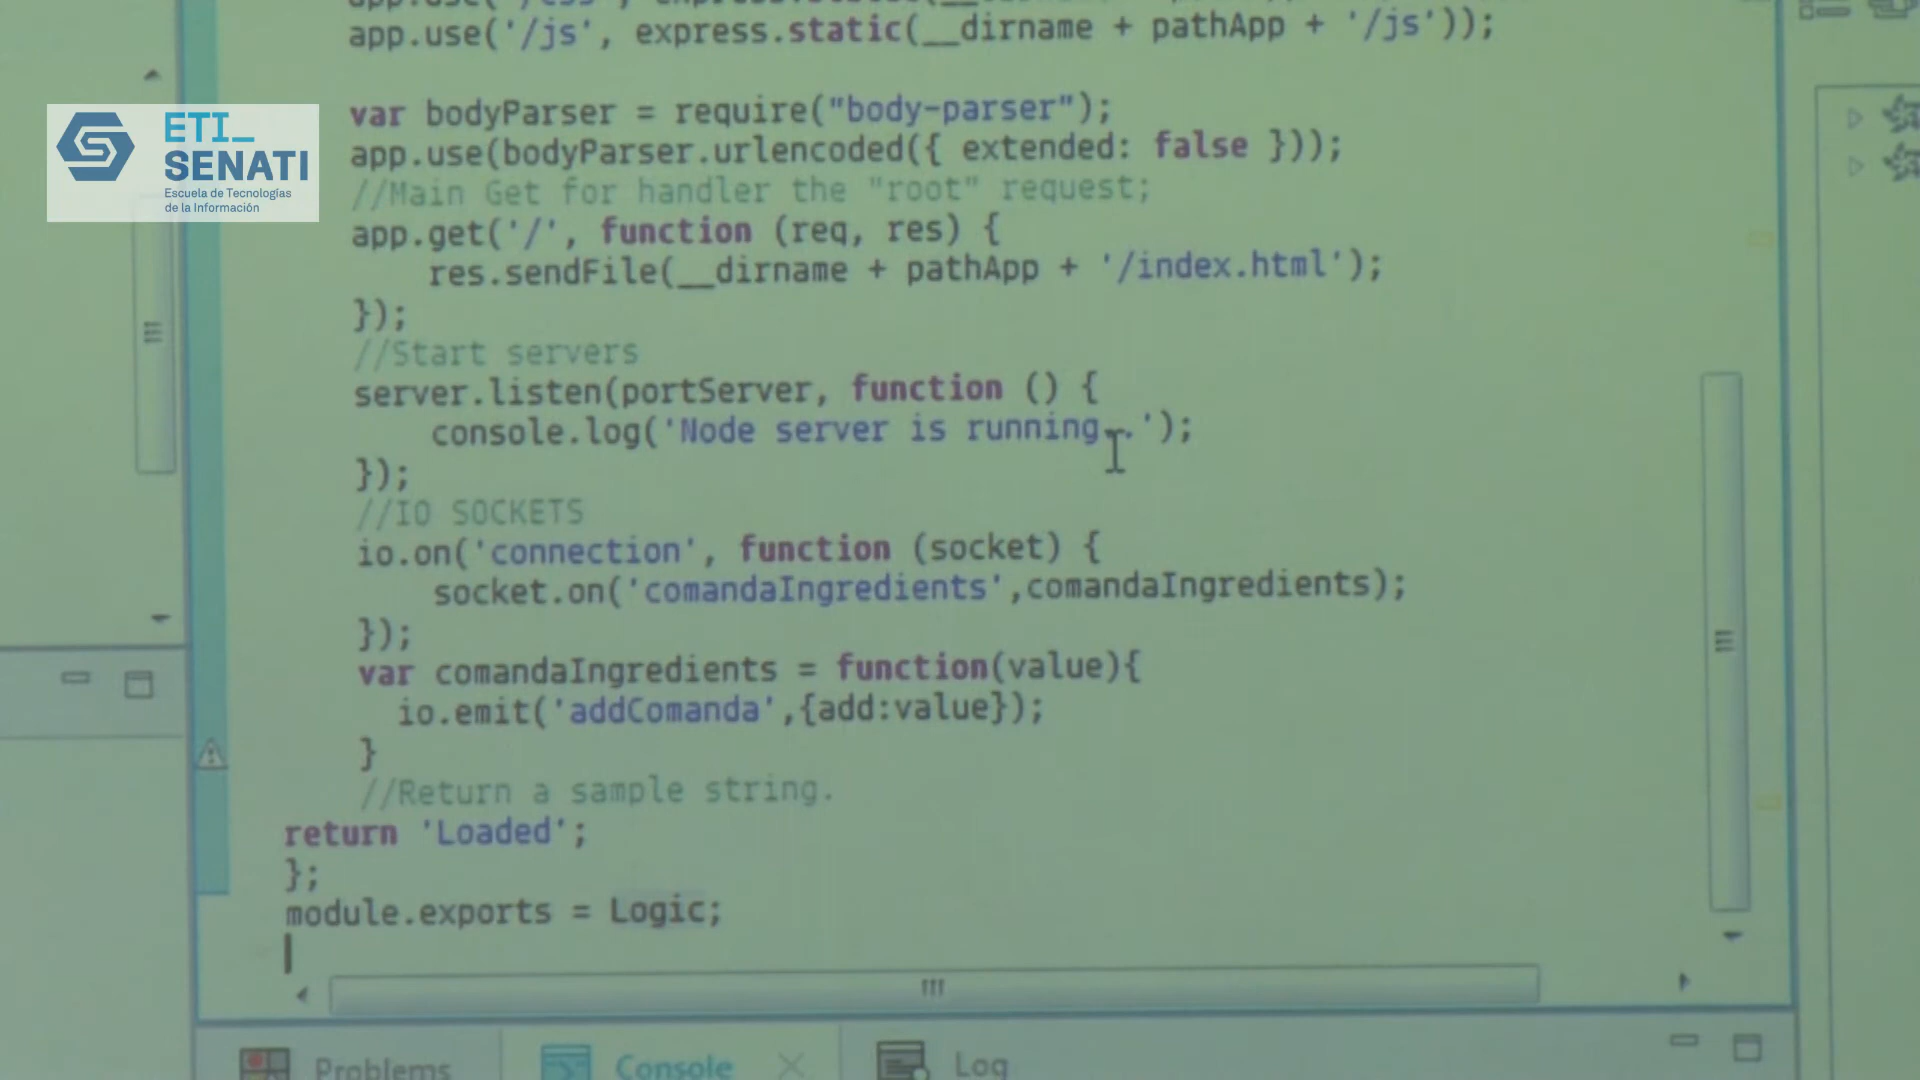 app.use('/js', express.static(__dirname + pathApp + '/js'));
var bodyParser = require("body-parser");
app.use(bodyParser.urlencoded({ extended: false }));
//Main Get for handler the "root" request;
app.get('/', function (req, res) {
res.sendFile(__dirname + pathApp + '/index.html');
});
//Start servers
server.listen(portServer, function () {
console.log('Node server is running..');
});
//IO SOCKETS
io.on('connection', function (socket) {
socket.on('comandaIngredients',comandaIngredients);
});
var comandaIngredients = function(value){
io.emit('addComanda',{add:value});
}
//Return a sample string.
return 'Loaded';
};
module.exports = Logic;
Problems
Console
Log
ETI_
SENATI
Escuela de Tecnologías
de la Información